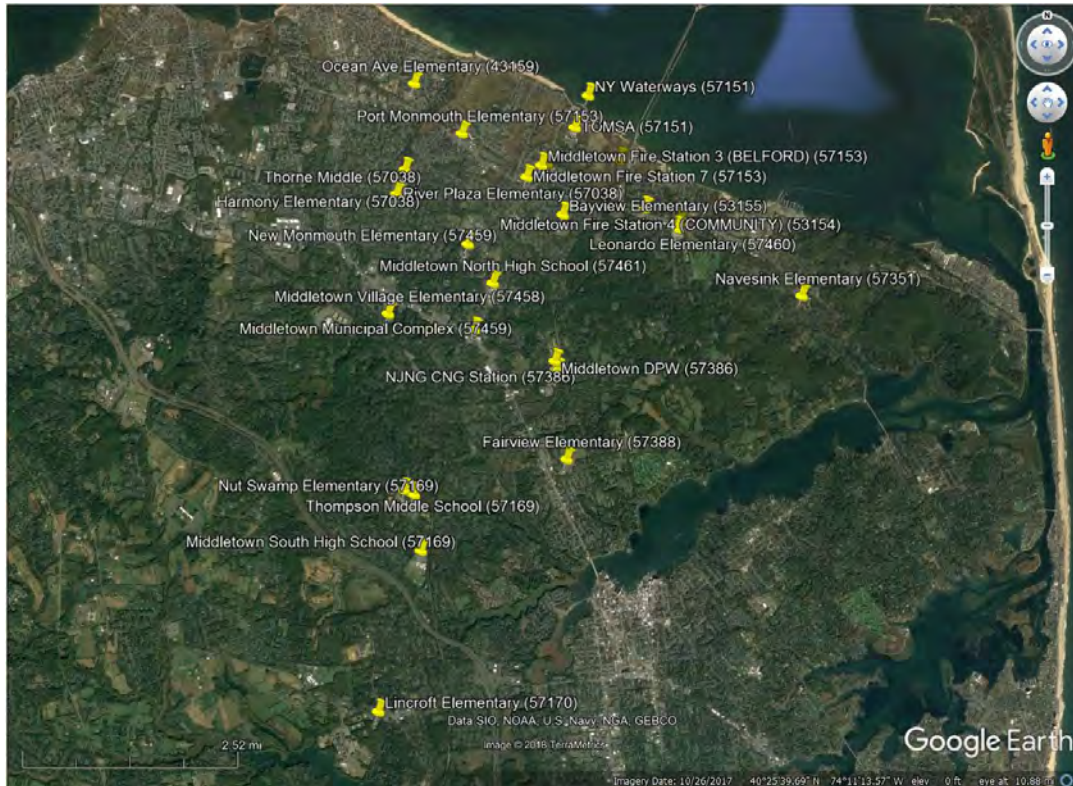 N
Ocean Ave Elementary (43159)
NY Waterways (57151)
Port Monmouth Elementary (57153)
TOMSA (57151)
Middletown Fire Station 3 (BELFORD) (57153)
Thorne Middle (57038)
Middletown Fire Station 7 (57153)
River Plaza Elementary (57038)
Harmony Elementary (57038)
Bayview Elementary (53155)
Middletown Fire Station 4 (COMMUNITY) (53154)
New Monmouth Elementary (57459)
Leonardo Elementary (57460)
Middletown North High School (57461)
Navesink Elementary (57351)
Middletown Village Elementary (57458)
Middletown Municipal Complex (57459)
Middletown DPW (57386)
NJNG CNG Station (57386)
Fairview Elementary (57388)
Nut Swamp Elementary (57169)
Thompson Middle School (57169)
Middletown South High School (57169)
Lincroft Elementary (57170)
Data SIO, NOAA, U.S. Navy, NGA, GEBCO
2.52 mi
Image © 2018 TerraMetrics
Google Earth
Imagery Date: 10/26/2017 40°25'39.69" N 74°11'13.57" W elev 0 ft eye alt 10.88 mi